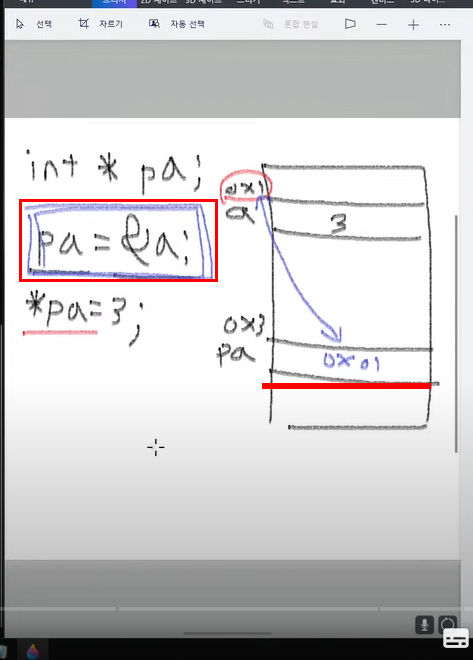 선택
자르기
자동 선택
혼합 현실
int * pa;
pa = &a;
*pa = 3;
0x1
a
3
0x3
pa
0x01